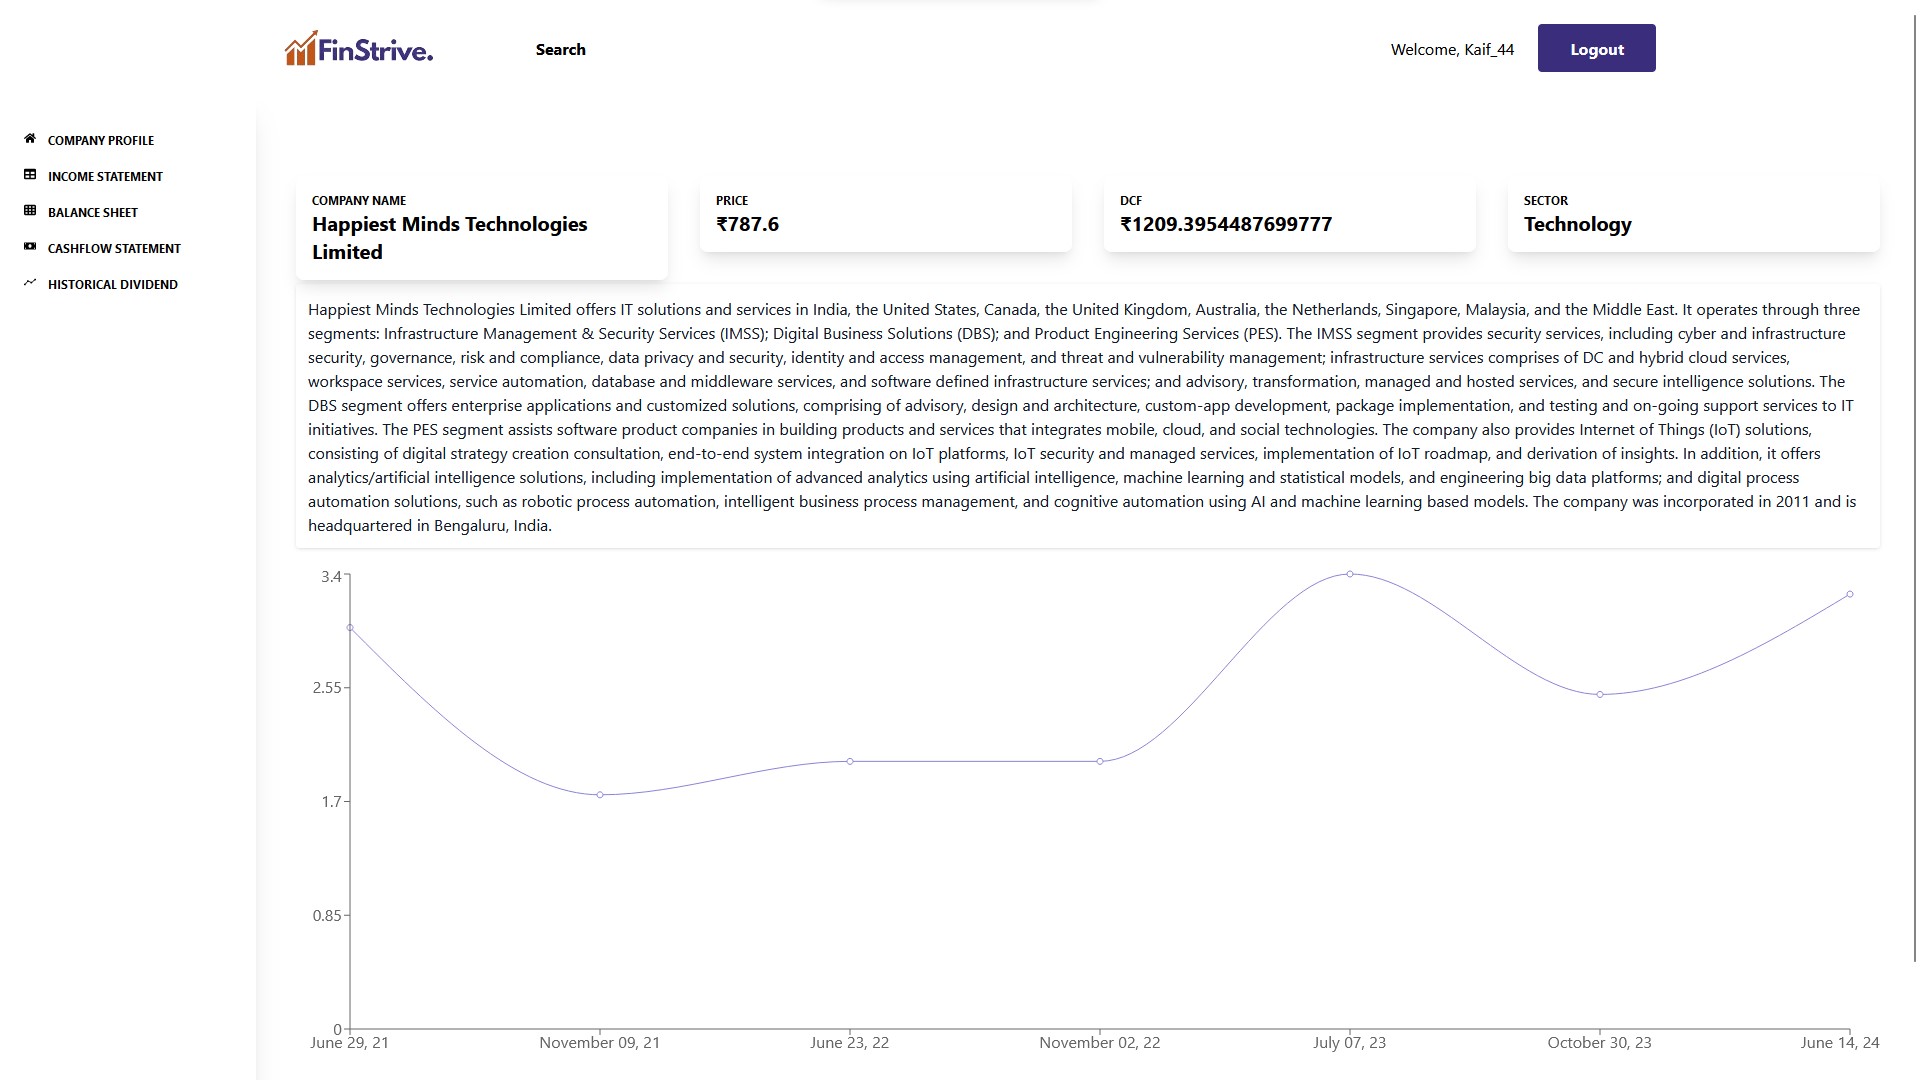 FinStrive.
Search
Welcome, Kaif_44
Logout
COMPANY PROFILE
INCOME STATEMENT
BALANCE SHEET
CASHFLOW STATEMENT
HISTORICAL DIVIDEND
COMPANY NAME
Happiest Minds Technologies
Limited
PRICE
₹787.6
DCF
₹1209.3954487699777
SECTOR
Technology
Happiest Minds Technologies Limited offers IT solutions and services in India, the United States, Canada, the United Kingdom, Australia, the Netherlands, Singapore, Malaysia, and the Middle East. It operates through three
segments: Infrastructure Management & Security Services (IMSS); Digital Business Solutions (DBS); and Product Engineering Services (PES). The IMSS segment provides security services, including cyber and infrastructure
security, governance, risk and compliance, data privacy and security, identity and access management, and threat and vulnerability management; infrastructure services comprises of DC and hybrid cloud services,
workspace services, service automation, database and middleware services, and software defined infrastructure services; and advisory, transformation, managed and hosted services, and secure intelligence solutions. The
DBS segment offers enterprise applications and customized solutions, comprising of advisory, design and architecture, custom-app development, package implementation, and testing and on-going support services to IT
initiatives. The PES segment assists software product companies in building products and services that integrates mobile, cloud, and social technologies. The company also provides Internet of Things (IoT) solutions,
consisting of digital strategy creation consultation, end-to-end system integration on IoT platforms, IoT security and managed services, implementation of IoT roadmap, and derivation of insights. In addition, it offers
analytics/artificial intelligence solutions, including implementation of advanced analytics using artificial intelligence, machine learning and statistical models, and engineering big data platforms; and digital process
automation solutions, such as robotic process automation, intelligent business process management, and cognitive automation using AI and machine learning based models. The company was incorporated in 2011 and is
headquartered in Bengaluru, India.
3.4
2.55
1.7
0.85
0
June 29, 21
November 09, 21
June 23, 22
November 02, 22
July 07, 23
October 30, 23
June 14, 24